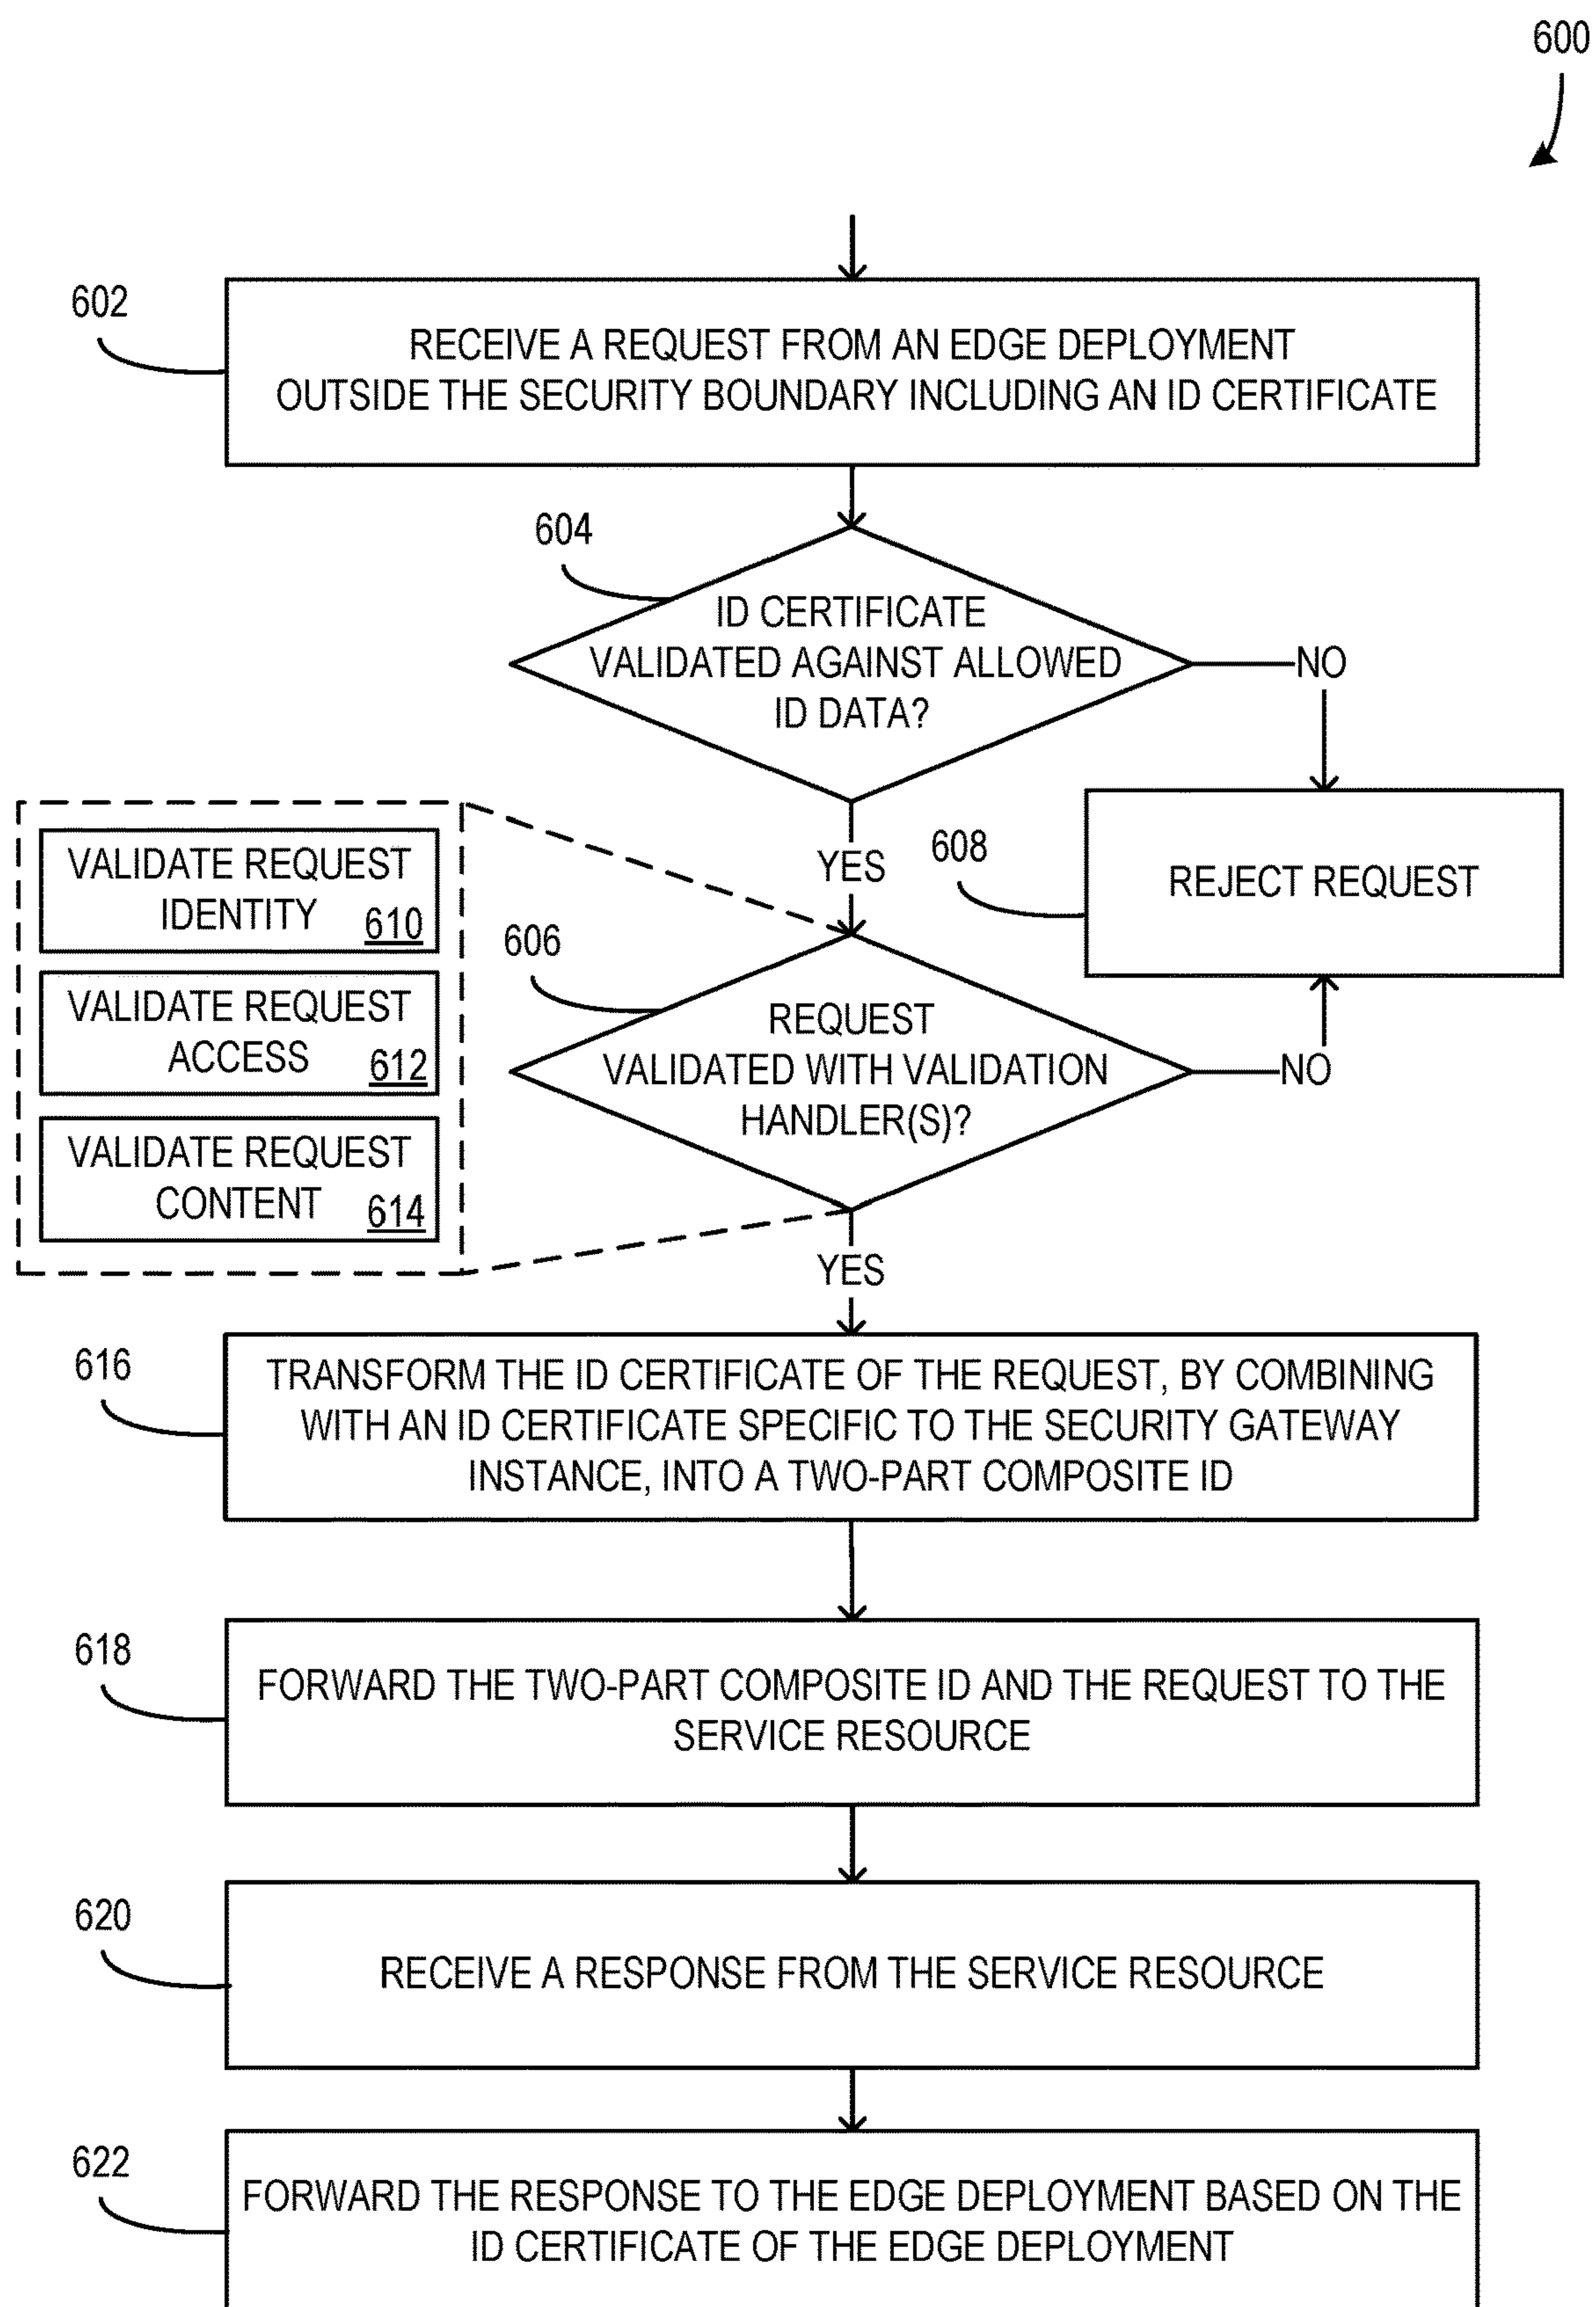 600
602
RECEIVE A REQUEST FROM AN EDGE DEPLOYMENT
OUTSIDE THE SECURITY BOUNDARY INCLUDING AN ID CERTIFICATE
604
ID CERTIFICATE
VALIDATED AGAINST ALLOWED
ID DATA?
NO
YES
608
REJECT REQUEST
VALIDATE REQUEST
IDENTITY 610
VALIDATE REQUEST
ACCESS 612
VALIDATE REQUEST
CONTENT 614
606
REQUEST
VALIDATED WITH VALIDATION
HANDLER(S)?
NO
YES
616
TRANSFORM THE ID CERTIFICATE OF THE REQUEST, BY COMBINING
WITH AN ID CERTIFICATE SPECIFIC TO THE SECURITY GATEWAY
INSTANCE, INTO A TWO-PART COMPOSITE ID
618
FORWARD THE TWO-PART COMPOSITE ID AND THE REQUEST TO THE
SERVICE RESOURCE
620
RECEIVE A RESPONSE FROM THE SERVICE RESOURCE
622
FORWARD THE RESPONSE TO THE EDGE DEPLOYMENT BASED ON THE
ID CERTIFICATE OF THE EDGE DEPLOYMENT